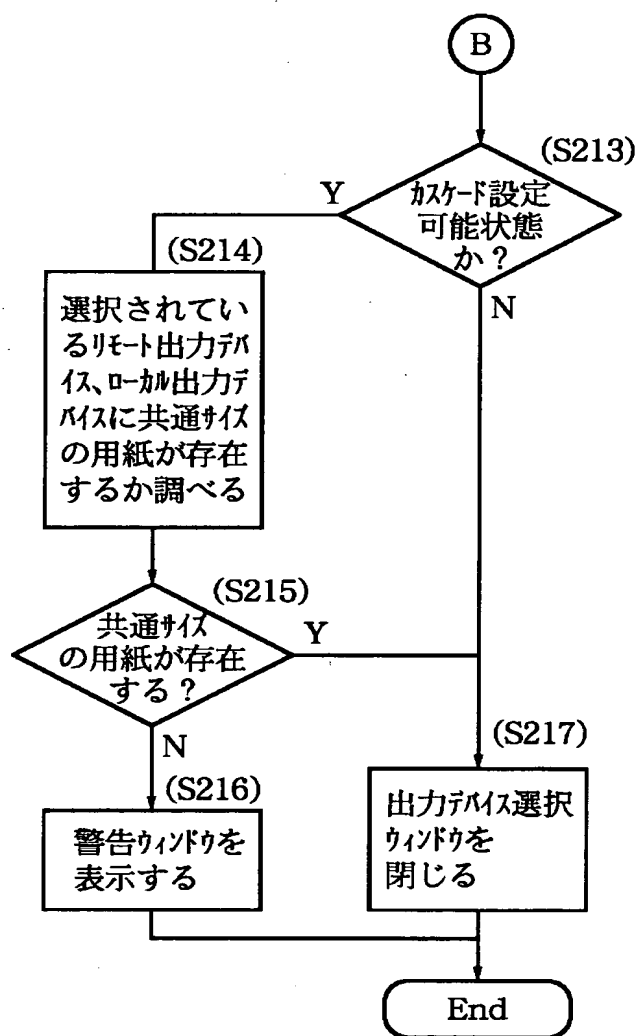 B
(S213)
カスケード設定
可能状態
か？
Y
N
(S214)
選択されてい
るリモート出力デバ
イス、ローカル出力デ
バイスに共通サイズ
の用紙が存在
するか調べる
(S215)
共通サイズ
の用紙が存在
する？
Y
N
(S216)
警告ウィンドウを
表示する
(S217)
出力デバイス選択
ウィンドウを
閉じる
End